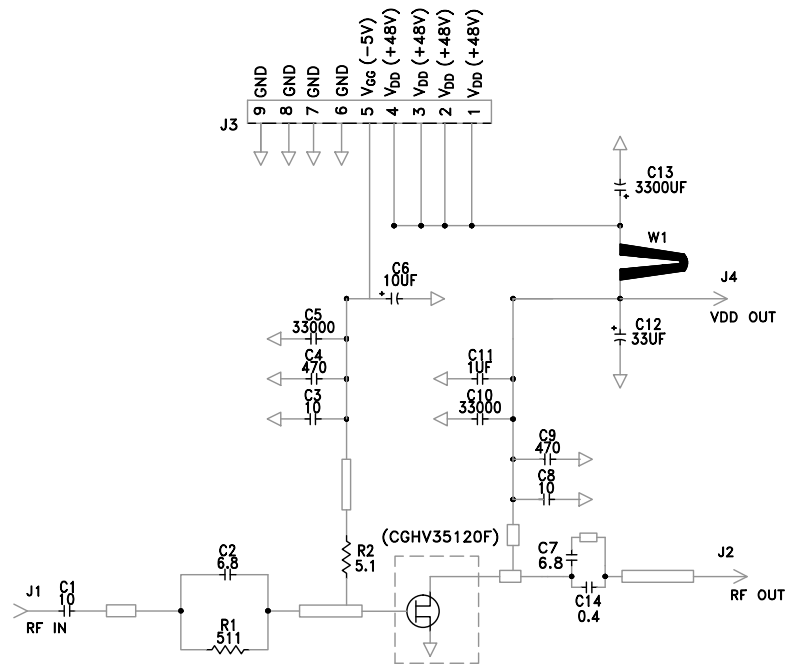 GND
GND
GND
GND
VGG (-5V)
VDD (+48V)
VDD (+48V)
VDD (+48V)
VDD (+48V)
9
8
7
6
5
4
3
2
1
J3
C13
3300UF
+
W1
C6
10UF
+
J4
VDD OUT
C5
33000
C12
33UF
+
C4
470
C11
1UF
C3
10
C10
33000
C9
470
C8
10
(CGHV35120F)
R2
5.1
C7
6.8
J2
RF OUT
C14
0.4
C2
6.8
J1
RF IN
C1
10
R1
511